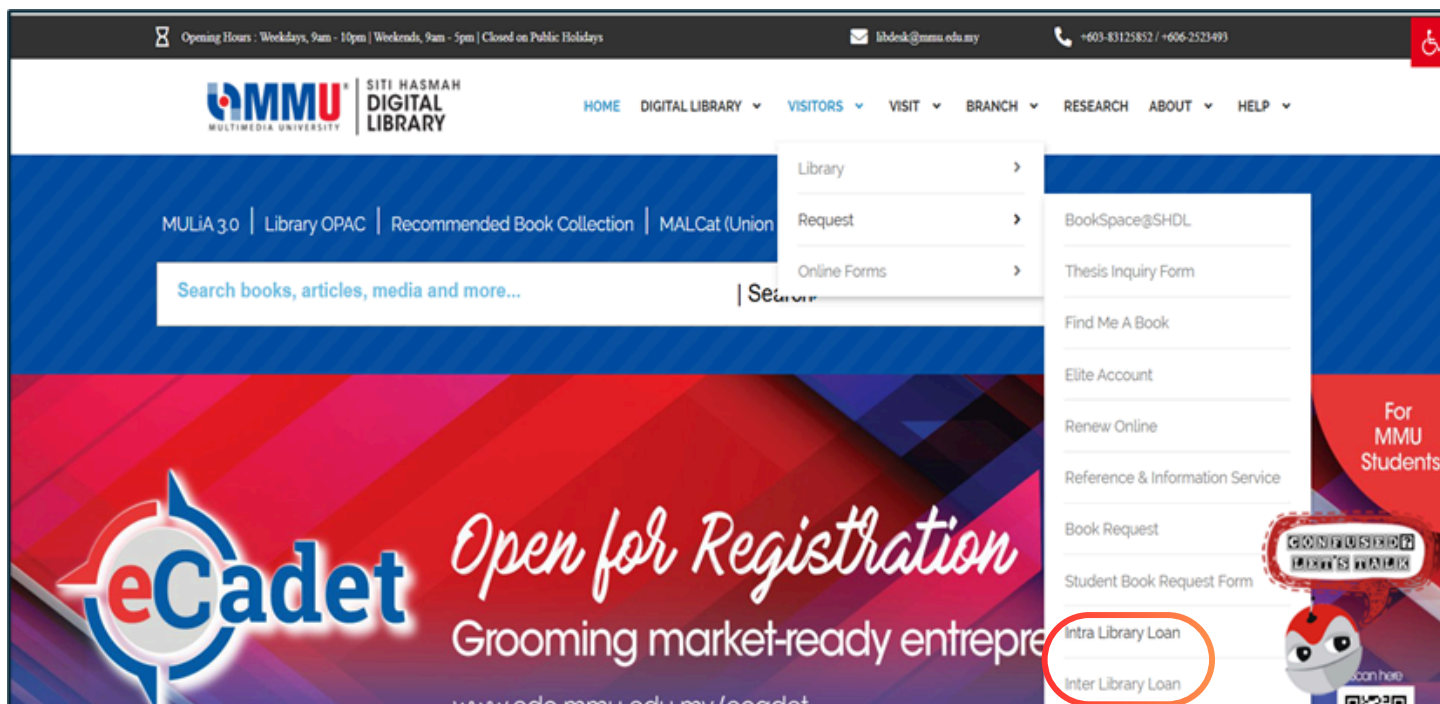 Opening Hours : Weekdays, 9am - 10pm | Weekends, 9am - 5pm | Closed on Public Holidays
libdesk@mmu.edu.my
+603-83125852 / +606-2523493
MMU
MULTIMEDIA UNIVERSITY
SITI HASMAH
DIGITAL
LIBRARY
HOME DIGITAL LIBRARY VISITORS VISIT BRANCH RESEARCH ABOUT HELP
Library
Request
Online Forms
MULiA 3.0 | Library OPAC | Recommended Book Collection | MALCat (Union
Search books, articles, media and more...
| Search
BookSpace@SHDL
Thesis Inquiry Form
Find Me A Book
Elite Account
Renew Online
Reference & Information Service
Book Request
Student Book Request Form
Intra Library Loan
Inter Library Loan
For
MMU
Students
CONFUSED?
LET'S TALK
eCadet
Open for Registration
Grooming market-ready entrepre
scan here